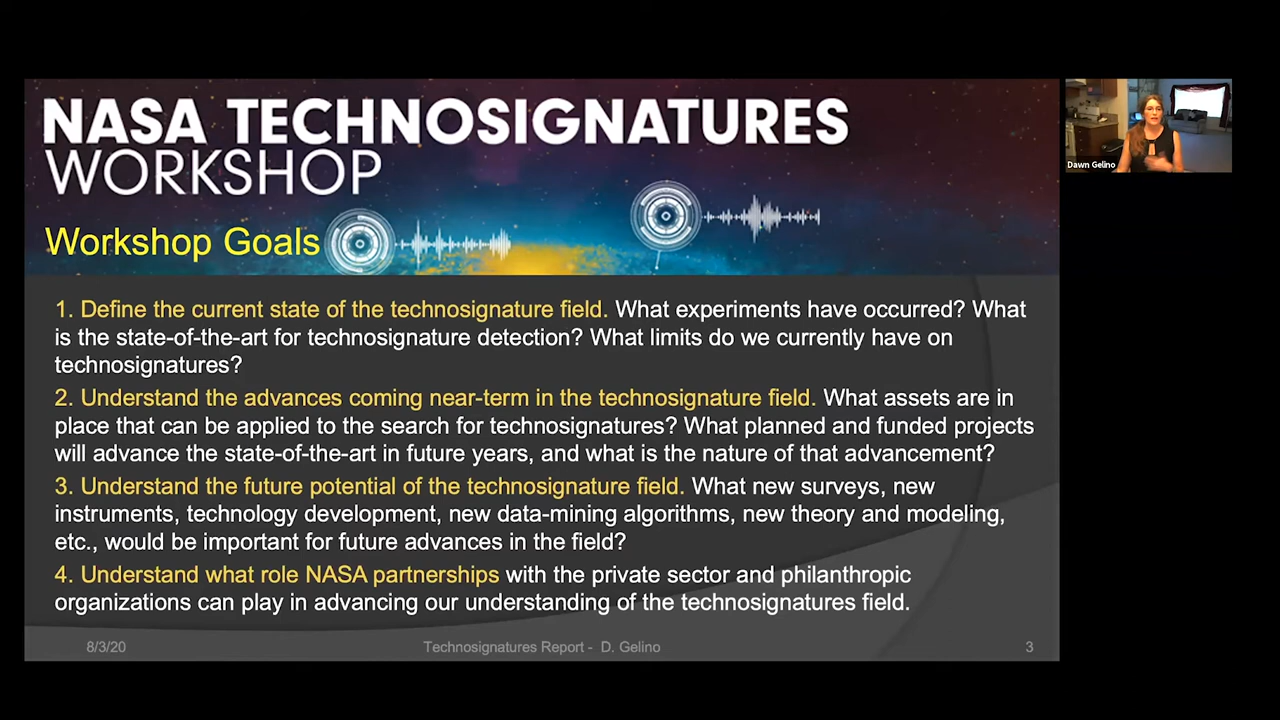 NASA TECHNOSIGNATURES
WORKSHOP
Workshop Goals
1. Define the current state of the technosignature field. What experiments have occurred? What
is the state-of-the-art for technosignature detection? What limits do we currently have on
technosignatures?
2. Understand the advances coming near-term in the technosignature field. What assets are in
place that can be applied to the search for technosignatures? What planned and funded projects
will advance the state-of-the-art in future years, and what is the nature of that advancement?
3. Understand the future potential of the technosignature field. What new surveys, new
instruments, technology development, new data-mining algorithms, new theory and modeling,
etc., would be important for future advances in the field?
4. Understand what role NASA partnerships with the private sector and philanthropic
organizations can play in advancing our understanding of the technosignatures field.
8/3/20 Technosignatures Report - D. Gelino 3
Dawn Gelino